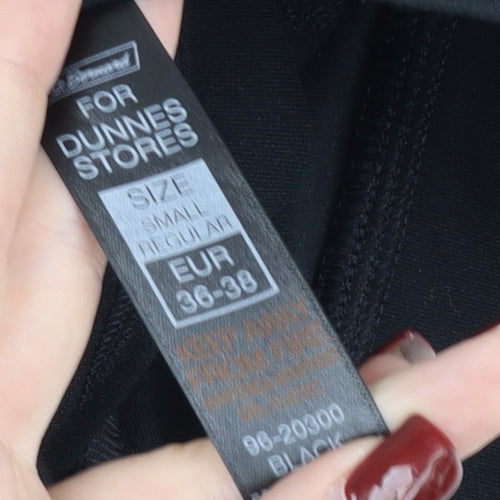 FOR
DUNNES
STORES
SIZE
SMALL
REGULAR
EUR
36-38
KEEP AWAY
FROM FIRE
96-20300
BLACK